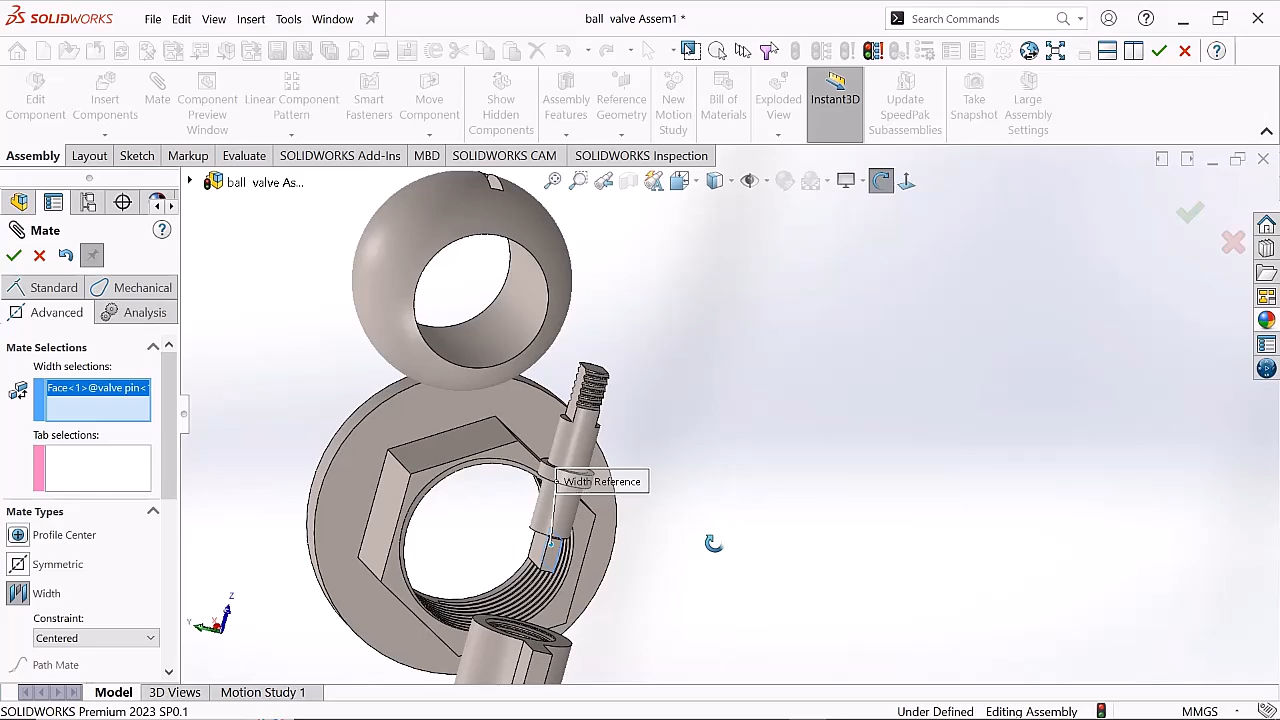 SOLIDWORKS File Edit View Insert Tools Window ball valve Assem1 * Search Commands
Edit Component
Insert Components
Mate
Component Preview Window
Linear Component Patter...
Smart Fasteners
Move Component
Show Hidden Components
Assembly Features
Reference Geometry
New Motion Study
Bill of Materials
Exploded View
Instant3D
Update SpeedPak Subassemblies
Take Snapshot
Large Assembly Settings
Assembly Layout Sketch Markup Evaluate SOLIDWORKS Add-Ins MBD SOLIDWORKS CAM SOLIDWORKS Inspection
ball valve As...
Mate
Standard Mechanical
Advanced Analysis
Mate Selections
Width selections:
Face<1>@valve pin<
Tab selections:
Width Reference
Mate Types
Profile Center
Symmetric
Width
Constraint:
Centered
Path Mate
Z
Y
X
Model 3D Views Motion Study 1
SOLIDWORKS Premium 2023 SP0.1 Under Defined Editing Assembly MMGS